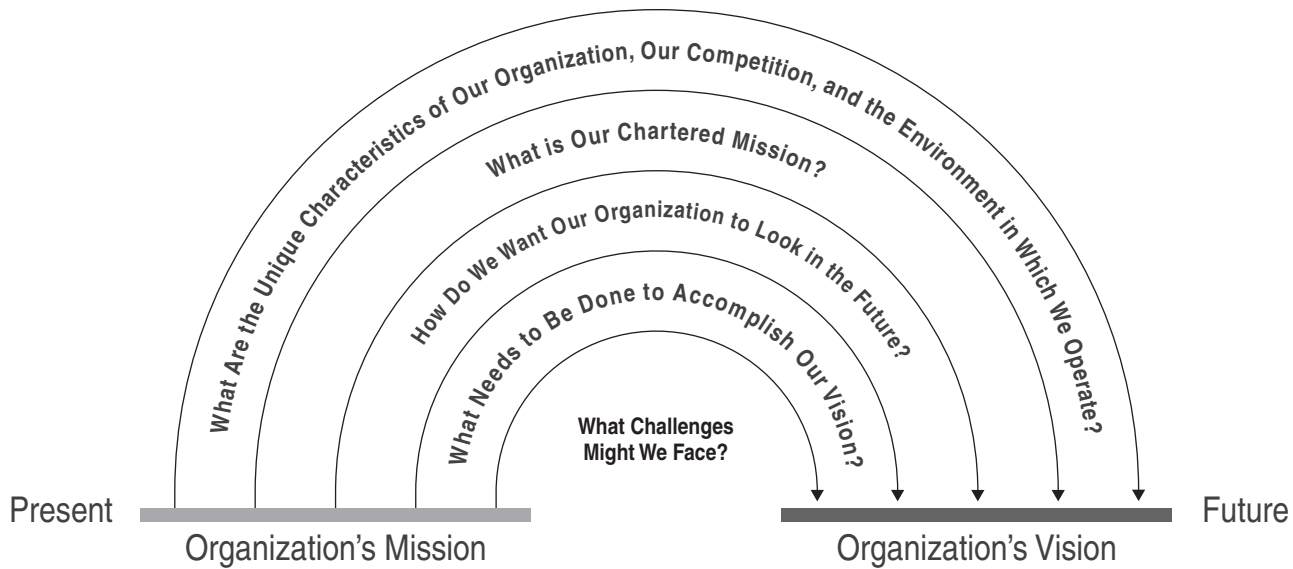 What Are the Unique Characteristics of Our Organization, Our Competition, and the Environment in Which We Operate?
What is Our Chartered Mission?
How Do We Want Our Organization to Look in the Future?
What Needs to Be Done to Accomplish Our Vision?
What Challenges
Might We Face?
Present
Future
Organization's Mission
Organization's Vision